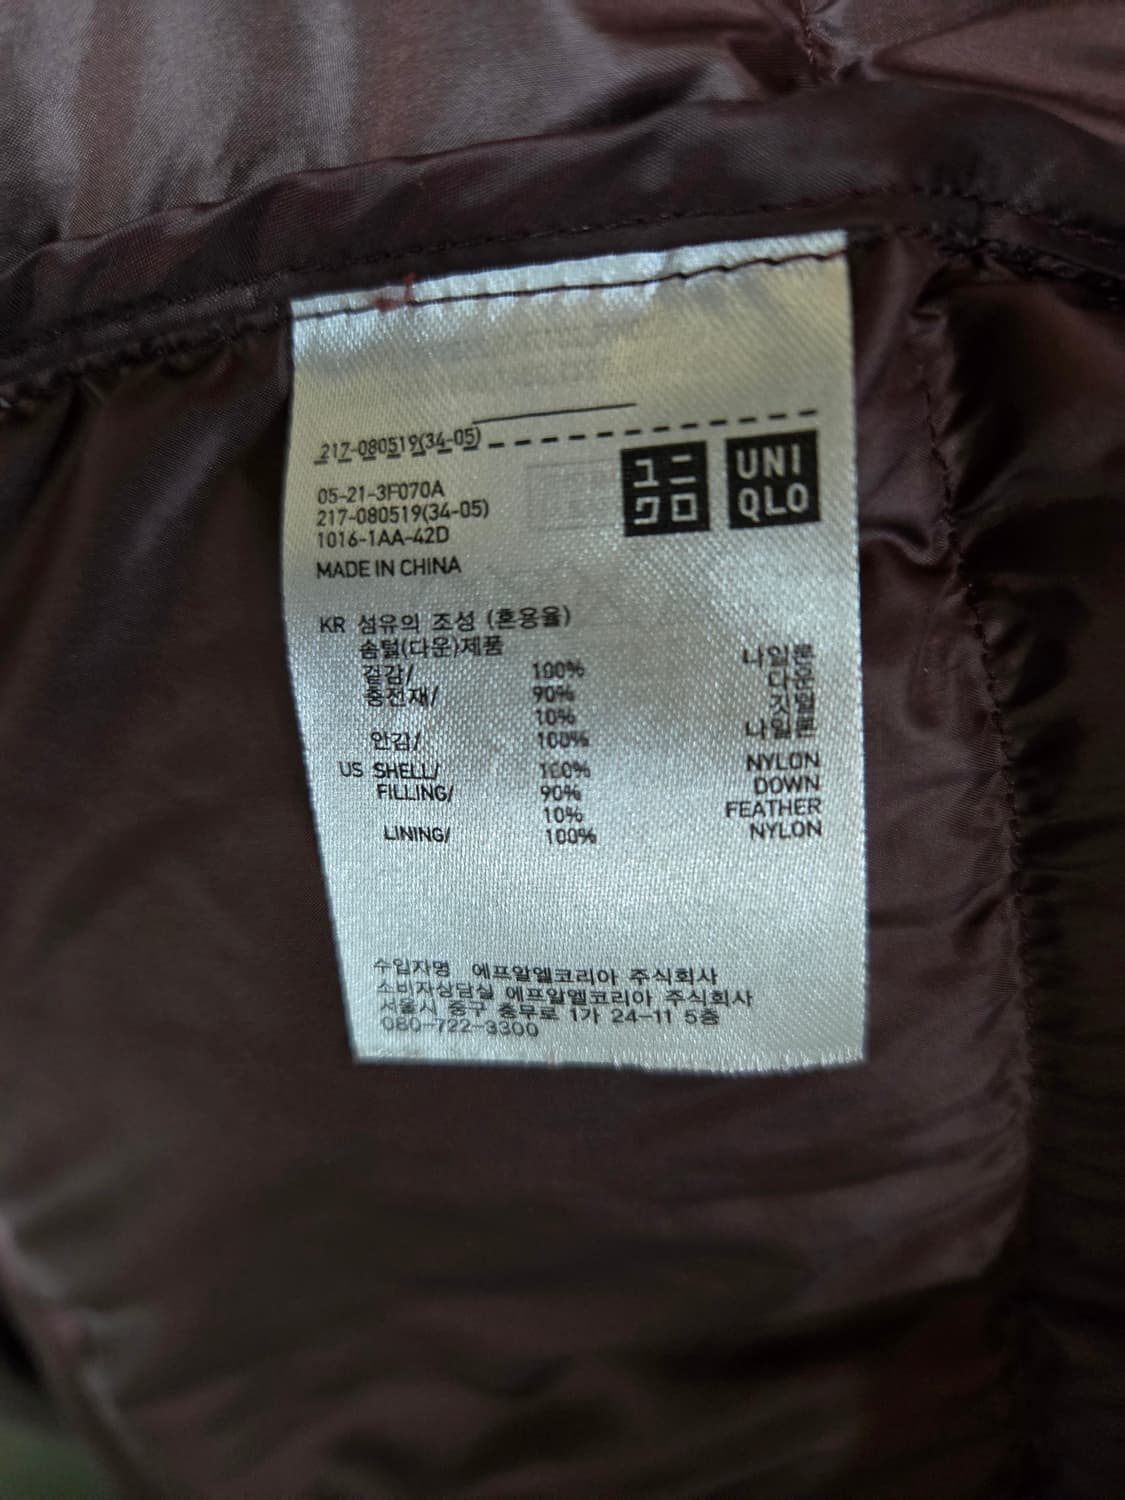 217-080519(34-05)
05-21-3F070A
217-080519(34-05)
1016-1AA-42D
MADE IN CHINA
ユニ
クロ
UNI
QLO
KR 섬유의 조성 (혼용율)
솜털(다운)제품
겉감/ 100% 나일론
충전재/ 90% 다운
10% 깃털
안감/ 100% 나일론
US SHELL/ 100% NYLON
FILLING/ 90% DOWN
10% FEATHER
LINING/ 100% NYLON
수입자명 에프알엘코리아 주식회사
소비자상담실 에프알엘코리아 주식회사
서울시 중구 충무로 1가 24-11 5층
080-722-3300